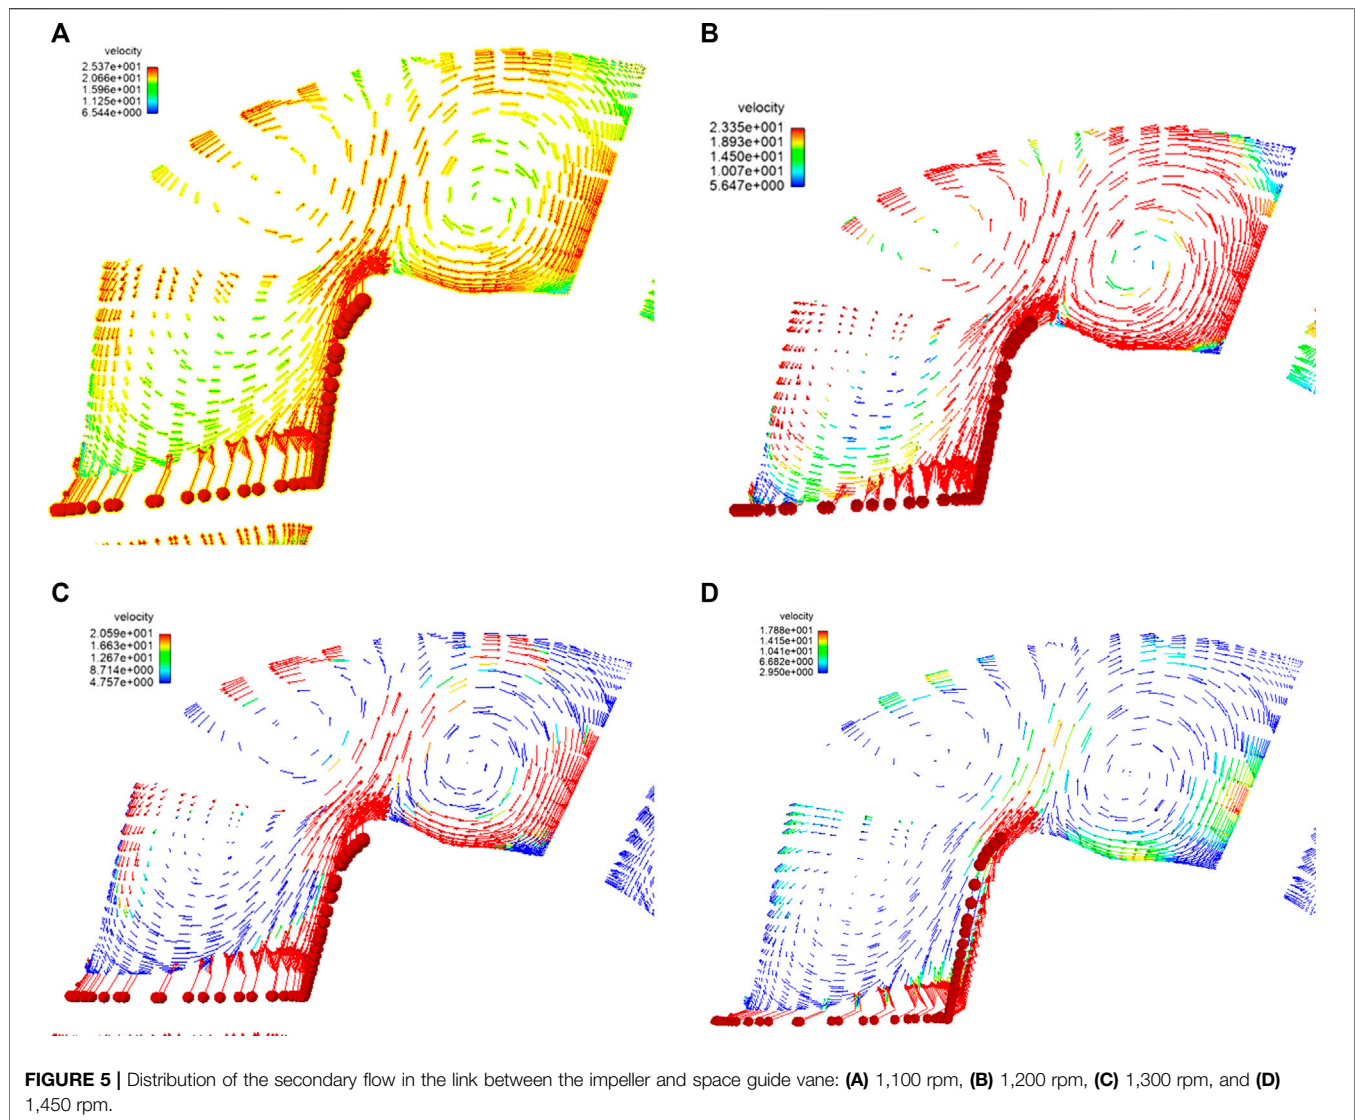 A
velocity
2.537e+001
2.066e+001
1.596e+001
1.125e+001
6.544e+000
B
velocity
2.335e+001
1.893e+001
1.450e+001
1.007e+001
5.647e+000
C
velocity
2.059e+001
1.663e+001
1.267e+001
8.714e+000
4.757e+000
D
velocity
1.788e+001
1.415e+001
1.041e+001
6.682e+000
2.950e+000
FIGURE 5 | Distribution of the secondary flow in the link between the impeller and space guide vane: (A) 1,100 rpm, (B) 1,200 rpm, (C) 1,300 rpm, and (D)
1,450 rpm.